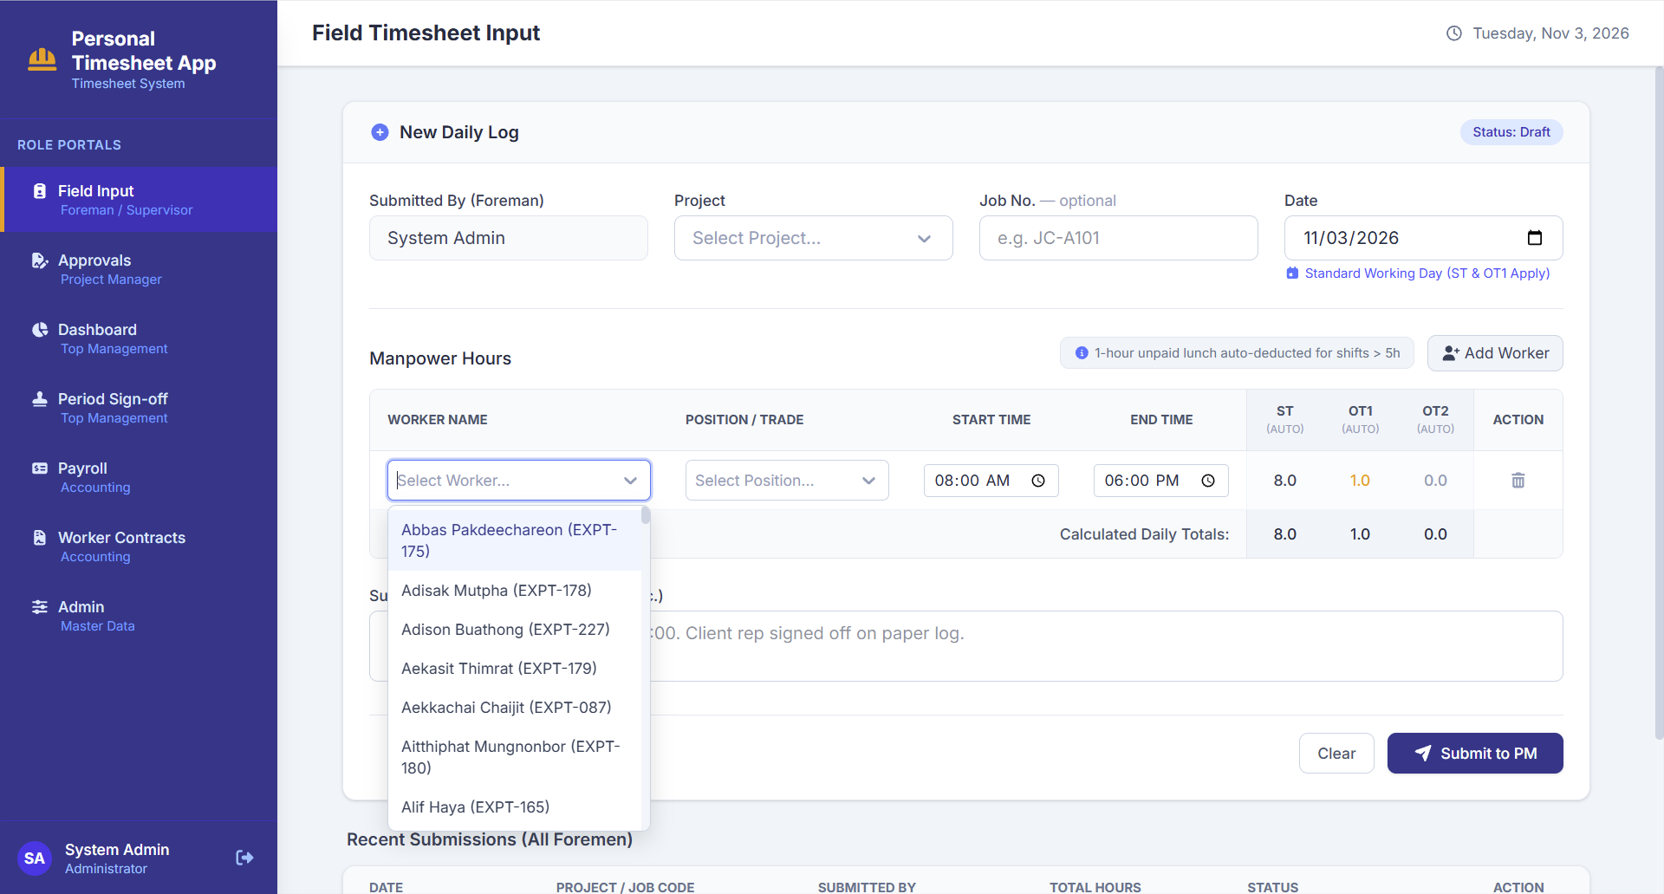 Personal
Timesheet App
Timesheet System
ROLE PORTALS
Field Input
Foreman / Supervisor
Approvals
Project Manager
Dashboard
Top Management
Period Sign-off
Top Management
Payroll
Accounting
Worker Contracts
Accounting
Admin
Master Data
SA
System Admin
Administrator
Field Timesheet Input
Tuesday, Nov 3, 2026
New Daily Log
Status: Draft
Submitted By (Foreman)
Project
Job No. — optional
Date
System Admin
Select Project...
e.g. JC-A101
11/03/2026
Standard Working Day (ST & OT1 Apply)
Manpower Hours
1-hour unpaid lunch auto-deducted for shifts > 5h
Add Worker
WORKER NAME
POSITION / TRADE
START TIME
END TIME
ST
(AUTO)
OT1
(AUTO)
OT2
(AUTO)
ACTION
Select Worker...
Select Position...
08:00 AM
06:00 PM
8.0
1.0
0.0
Calculated Daily Totals:
8.0
1.0
0.0
Abbas Pakdeechareon (EXPT-
175)
Adisak Mutpha (EXPT-178)
Adison Buathong (EXPT-227)
Aekasit Thimrat (EXPT-179)
Aekkachai Chaijit (EXPT-087)
Aitthiphat Mungnonbor (EXPT-
180)
Alif Haya (EXPT-165)
Su
c.)
:00. Client rep signed off on paper log.
Clear
Submit to PM
Recent Submissions (All Foremen)
DATE
PROJECT / JOB CODE
SUBMITTED BY
TOTAL HOURS
STATUS
ACTION